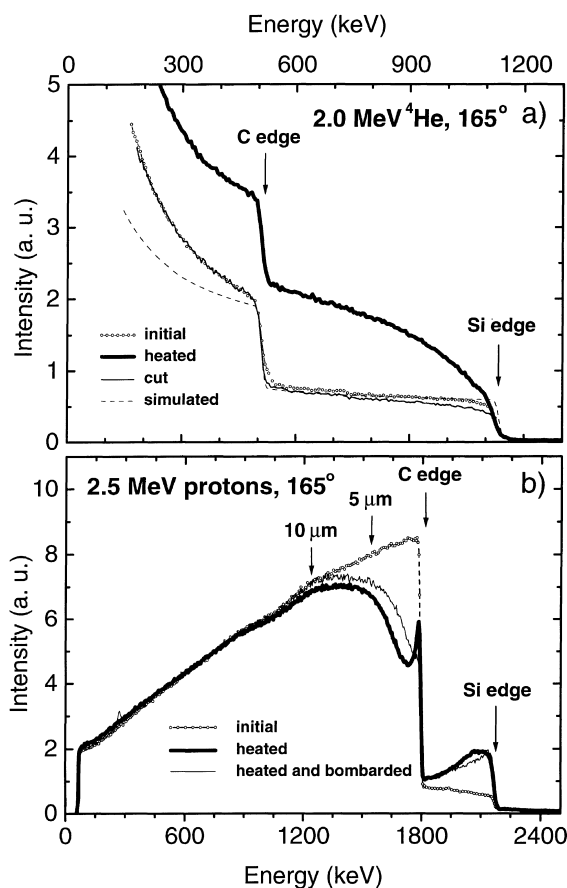 Energy (keV)
0 300 600 900 1200
5
2.0 MeV ⁴He, 165° a)
C edge
4
3
Intensity (a. u.)
2
Si edge
initial
heated
1
cut
simulated
0
10
2.5 MeV protons, 165°
C edge
b)
5 μm
10 μm
8
6
Intensity (a. u.)
4
Si edge
initial
2
heated
heated and bombarded
0
0 600 1200 1800 2400
Energy (keV)